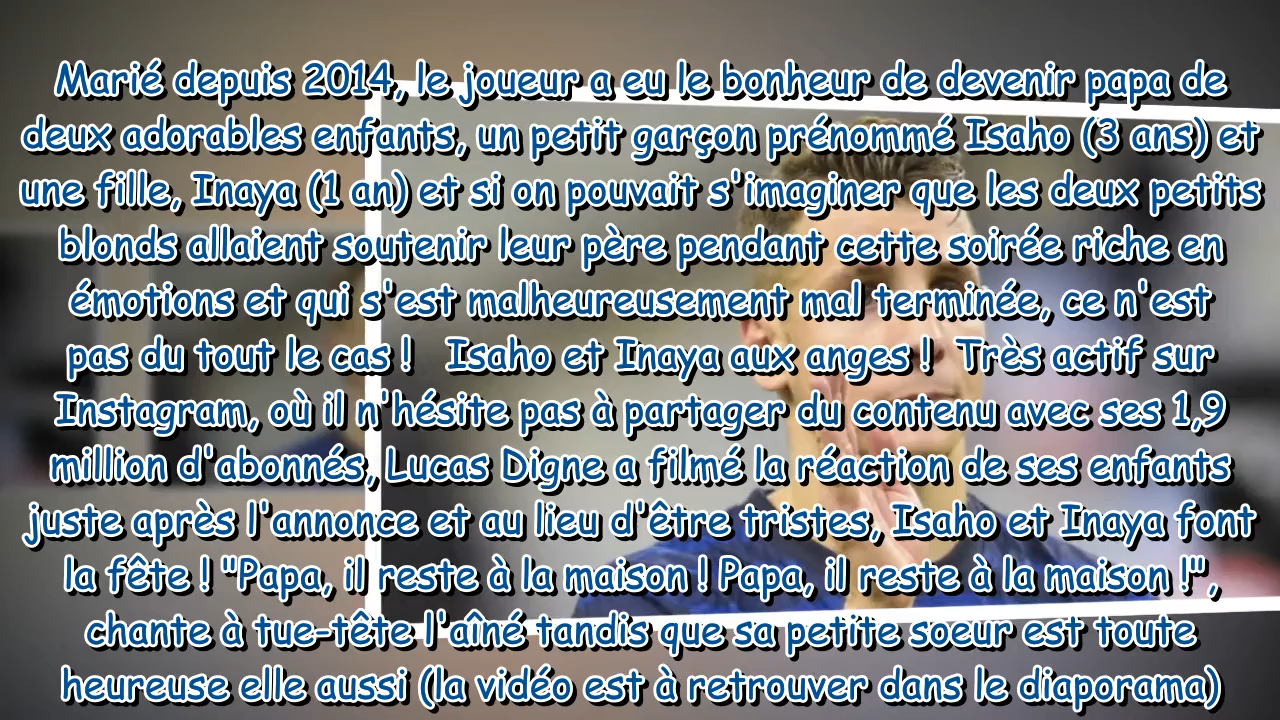 Marié depuis 2014, le joueur a eu le bonheur de devenir papa de
deux adorables enfants, un petit garçon prénommé Isaho (3 ans) et
une fille, Inaya (1 an) et si on pouvait s'imaginer que les deux petits
blonds allaient soutenir leur père pendant cette soirée riche en
émotions et qui s'est malheureusement mal terminée, ce n'est
pas du tout le cas !   Isaho et Inaya aux anges !   Très actif sur
Instagram, où il n'hésite pas à partager du contenu avec ses 1,9
million d'abonnés, Lucas Digne a filmé la réaction de ses enfants
juste après l'annonce et au lieu d'être tristes, Isaho et Inaya font
la fête ! "Papa, il reste à la maison ! Papa, il reste à la maison !",
chante à tue-tête l'aîné tandis que sa petite soeur est toute
heureuse elle aussi (la vidéo est à retrouver dans le diaporama)